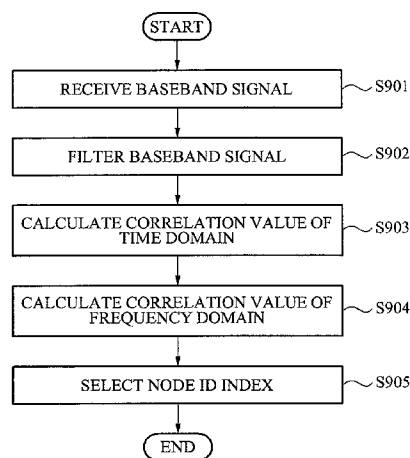 START
RECEIVE BASEBAND SIGNAL
S901
FILTER BASEBAND SIGNAL
S902
CALCULATE CORRELATION VALUE OF
TIME DOMAIN
S903
CALCULATE CORRELATION VALUE OF
FREQUENCY DOMAIN
S904
SELECT NODE ID INDEX
S905
END